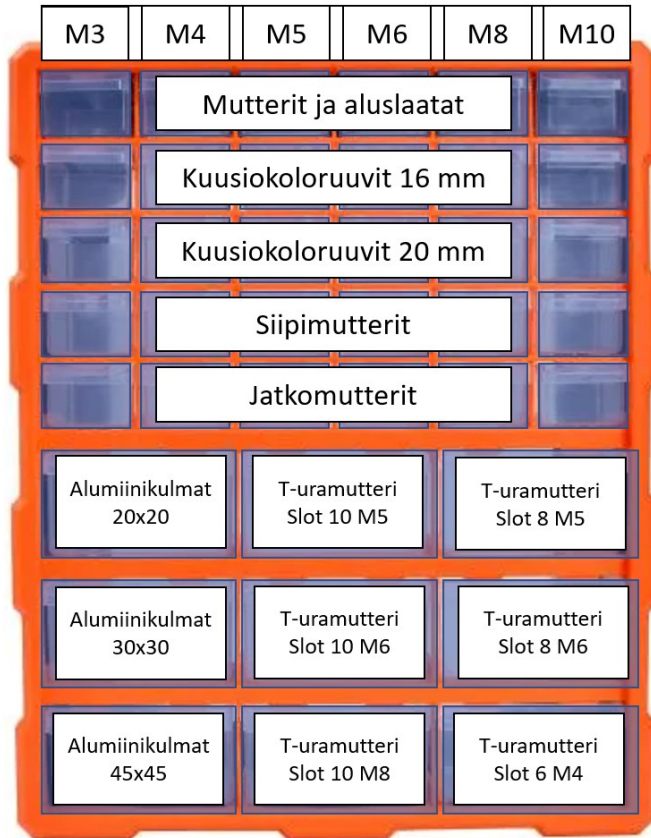 M3 M4 M5 M6 M8 M10
Mutterit ja aluslaatat
Kuusiokoloruuvit 16 mm
Kuusiokoloruuvit 20 mm
Siipimutterit
Jatkomutterit
Alumiinikulmat
20x20
T-uramutteri
Slot 10 M5
T-uramutteri
Slot 8 M5
Alumiinikulmat
30x30
T-uramutteri
Slot 10 M6
T-uramutteri
Slot 8 M6
Alumiinikulmat
45x45
T-uramutteri
Slot 10 M8
T-uramutteri
Slot 6 M4